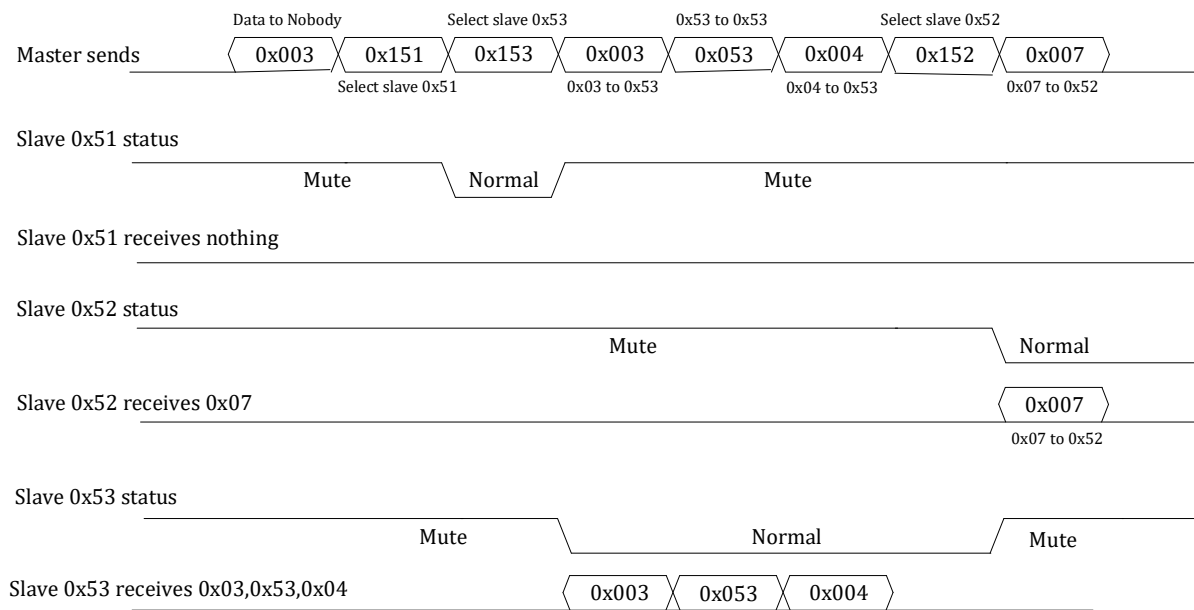 Data to Nobody Select slave 0x53 0x53 to 0x53 Select slave 0x52
Master sends 0x003 0x151 0x153 0x003 0x053 0x004 0x152 0x007
Select slave 0x51 0x03 to 0x53 0x04 to 0x53 0x07 to 0x52
Slave 0x51 status
Mute Normal Mute
Slave 0x51 receives nothing
Slave 0x52 status
Mute Normal
Slave 0x52 receives 0x07 0x007
0x07 to 0x52
Slave 0x53 status
Mute Normal Mute
Slave 0x53 receives 0x03,0x53,0x04 0x003 0x053 0x004